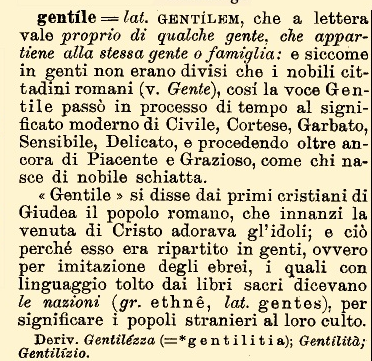 gentíle = lat. GENTÍLEM, che a lettera
vale proprio di qualche gente, che appar-
tiene alla stessa gente o famiglia: e siccome
in genti non erano divisi che i nobili cit-
tadini romani (v. Gente), cosí la voce Gen-
tile passò in processo di tempo al signi-
ficato moderno di Civile, Cortese, Garbato,
Sensibile, Delicato, e procedendo oltre an-
cora di Piacente e Grazioso, come chi na-
sce di nobile schiatta.
« Gentile » si disse dai primi cristiani di
Giudea il popolo romano, che innanzi la
venuta di Cristo adorava gl'idoli; e ciò
perché esso era ripartito in genti, ovvero
per imitazione degli ebrei, i quali con
linguaggio tolto dai libri sacri dicevano
le nazioni (gr. ethnê, lat. gentes), per
significare i popoli stranieri al loro culto.
Deriv. Gentilézza (=*gentilitia); Gentilità;
Gentilízio.